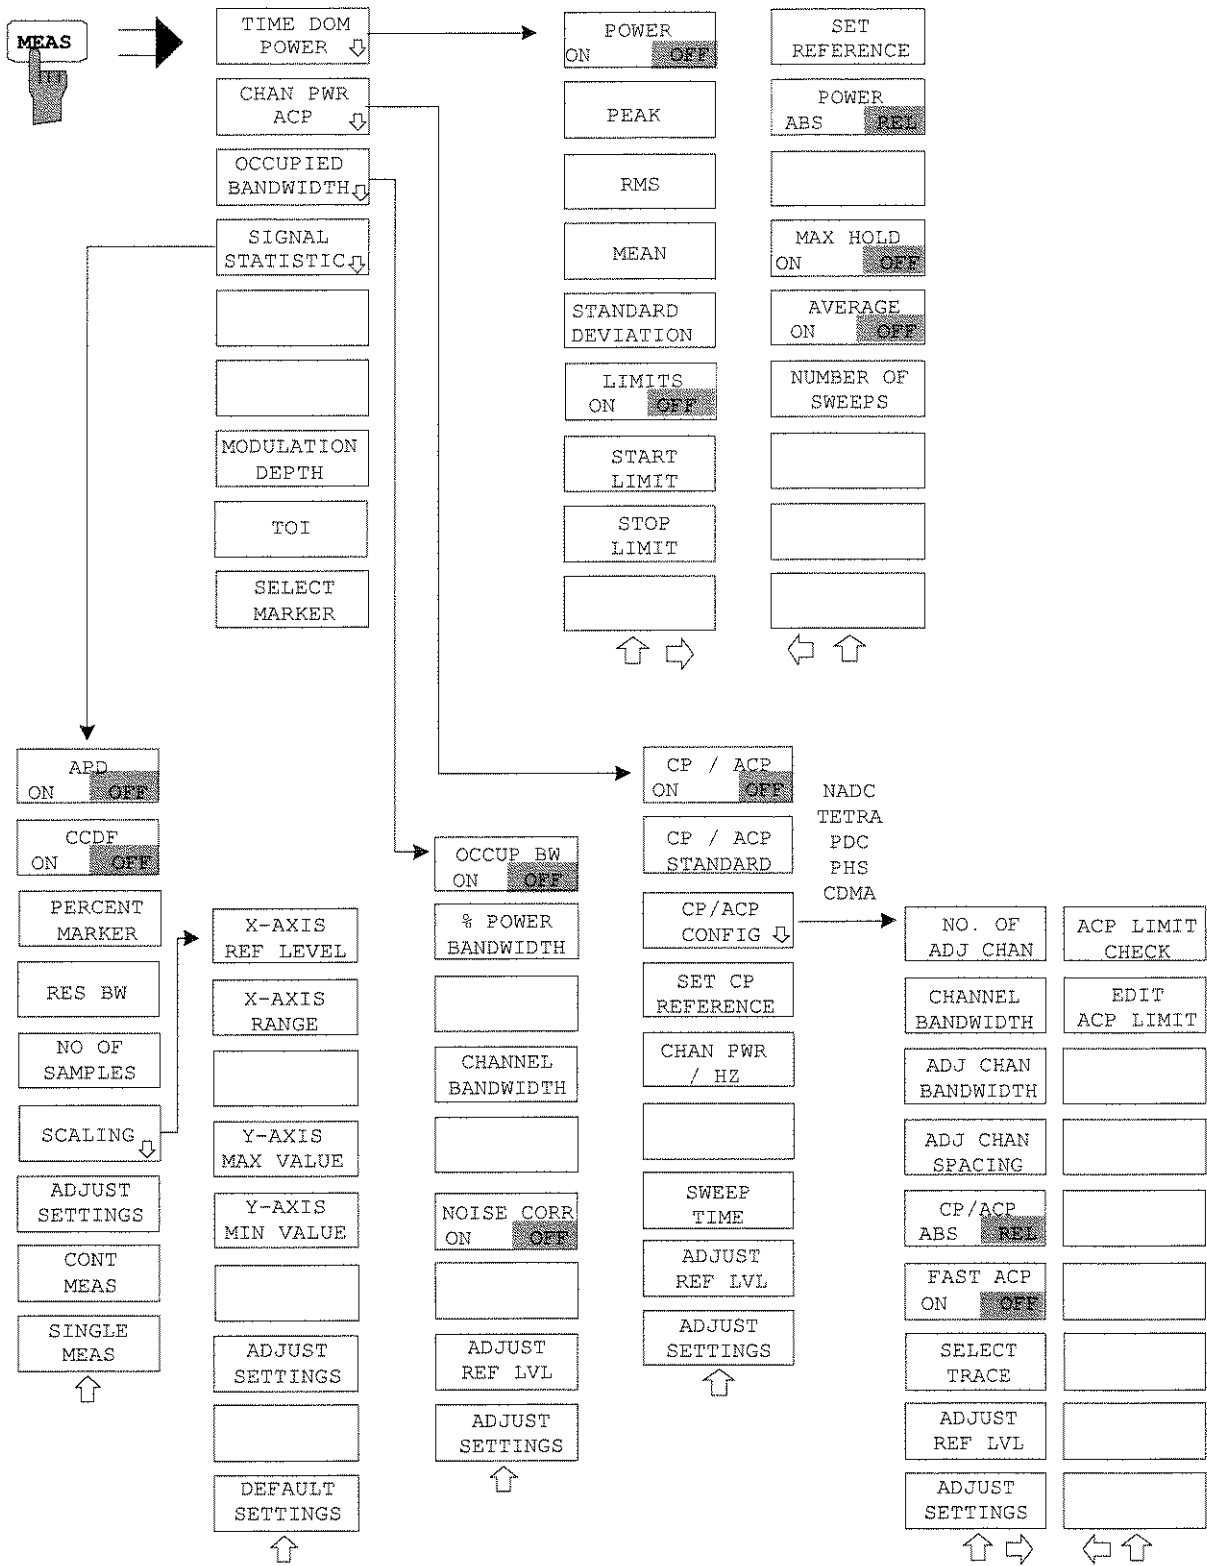 MEAS
TIME DOM
POWER
CHAN PWR
ACP
OCCUPIED
BANDWIDTH
SIGNAL
STATISTIC
MODULATION
DEPTH
TOI
SELECT
MARKER
POWER
ON OFF
PEAK
RMS
MEAN
STANDARD
DEVIATION
LIMITS
ON OFF
START
LIMIT
STOP
LIMIT
SET
REFERENCE
POWER
ABS REL
MAX HOLD
ON OFF
AVERAGE
ON OFF
NUMBER OF
SWEEPS
APD
ON OFF
CCDF
ON OFF
PERCENT
MARKER
RES BW
NO OF
SAMPLES
SCALING
ADJUST
SETTINGS
CONT
MEAS
SINGLE
MEAS
X-AXIS
REF LEVEL
X-AXIS
RANGE
Y-AXIS
MAX VALUE
Y-AXIS
MIN VALUE
ADJUST
SETTINGS
DEFAULT
SETTINGS
OCCUP BW
ON OFF
% POWER
BANDWIDTH
CHANNEL
BANDWIDTH
NOISE CORR
ON OFF
ADJUST
REF LVL
ADJUST
SETTINGS
CP / ACP
ON OFF
CP / ACP
STANDARD
CP/ACP
CONFIG
SET CP
REFERENCE
CHAN PWR
/ HZ
SWEEP
TIME
ADJUST
REF LVL
ADJUST
SETTINGS
NADC
TETRA
PDC
PHS
CDMA
NO. OF
ADJ CHAN
CHANNEL
BANDWIDTH
ADJ CHAN
BANDWIDTH
ADJ CHAN
SPACING
CP/ACP
ABS REL
FAST ACP
ON OFF
SELECT
TRACE
ADJUST
REF LVL
ADJUST
SETTINGS
ACP LIMIT
CHECK
EDIT
ACP LIMIT